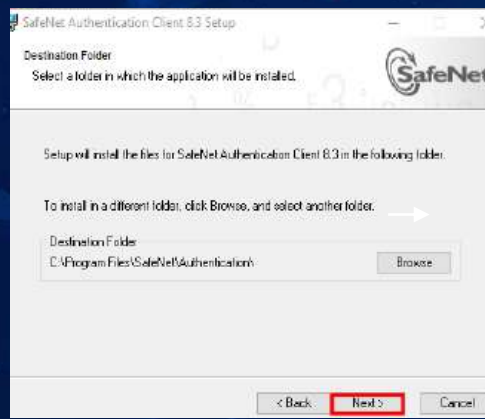 SafeNet Authentication Client 8.3 Setup
Destination Folder
Select a folder in which the application will be installed.
SafeNet
Setup will install the files for SafeNet Authentication Client 8.3 in the following folder.
To install in a different folder, click Browse, and select another folder.
Destination Folder
C:\Program Files\SafeNet\Authentication\
Browse
< Back
Next >
Cancel